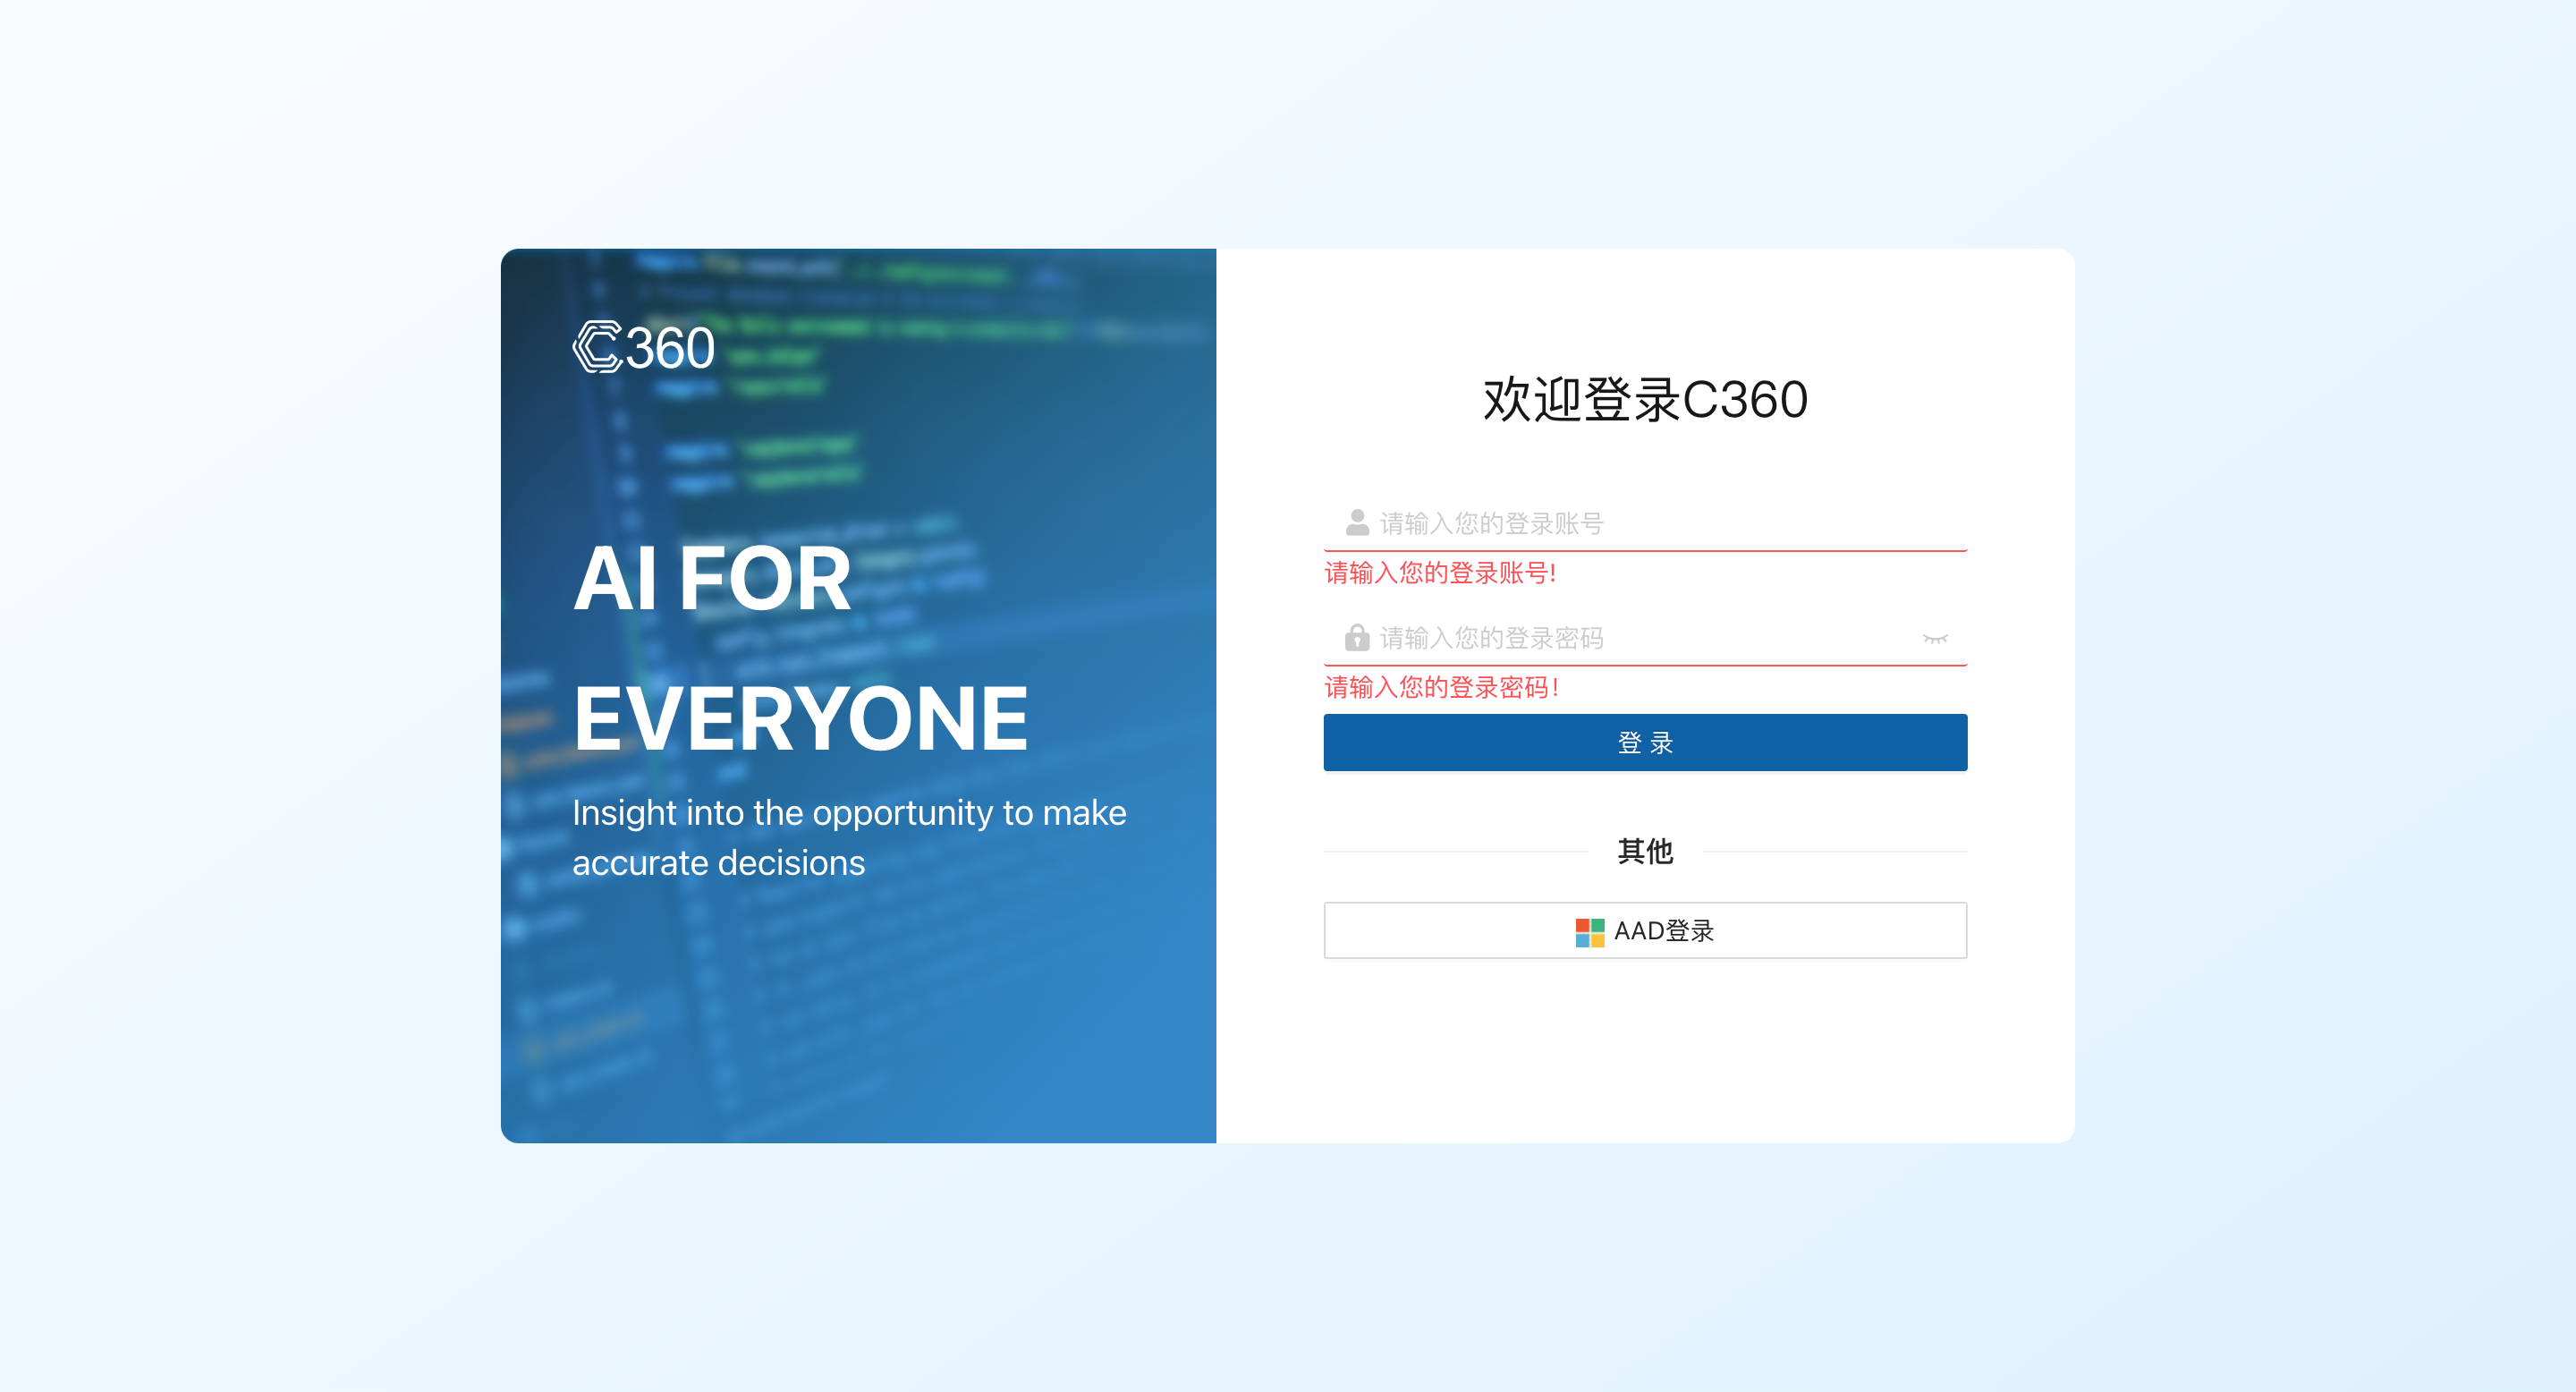 C360
AI FOR
EVERYONE
Insight into the opportunity to make
accurate decisions
欢迎登录C360
请输入您的登录账号
请输入您的登录账号!
请输入您的登录密码
请输入您的登录密码!
登 录
其他
AAD登录